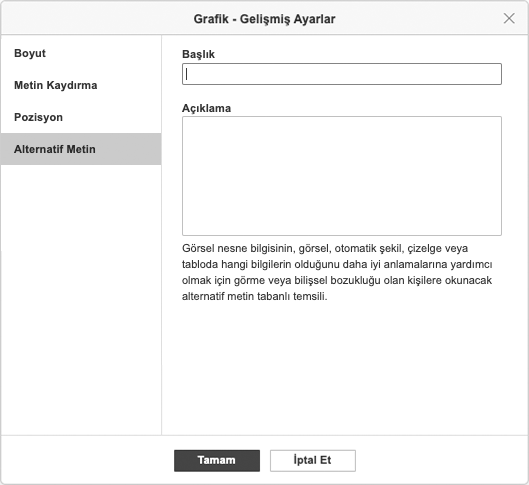 Grafik - Gelişmiş Ayarlar
Boyut
Metin Kaydırma
Pozisyon
Alternatif Metin
Başlık
Açıklama
Görsel nesne bilgisinin, görsel, otomatik şekil, çizelge veya
tabloda hangi bilgilerin olduğunu daha iyi anlamalarına yardımcı
olmak için görme veya bilişsel bozukluğu olan kişilere okunacak
alternatif metin tabanlı temsili.
Tamam
İptal Et